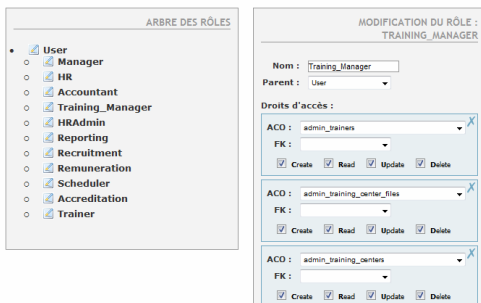 ARBRE DES RÔLES
User
Manager
HR
Accountant
Training_Manager
HRAdmin
Reporting
Recruitment
Remuneration
Scheduler
Accreditation
Trainer
MODIFICATION DU RÔLE :
TRAINING_MANAGER
Nom : Training_Manager
Parent : User
Droits d'accès :
ACO : admin_trainers X
FK :
Create Read Update Delete
ACO : admin_training_center_files X
FK :
Create Read Update Delete
ACO : admin_training_centers X
FK :
Create Read Update Delete